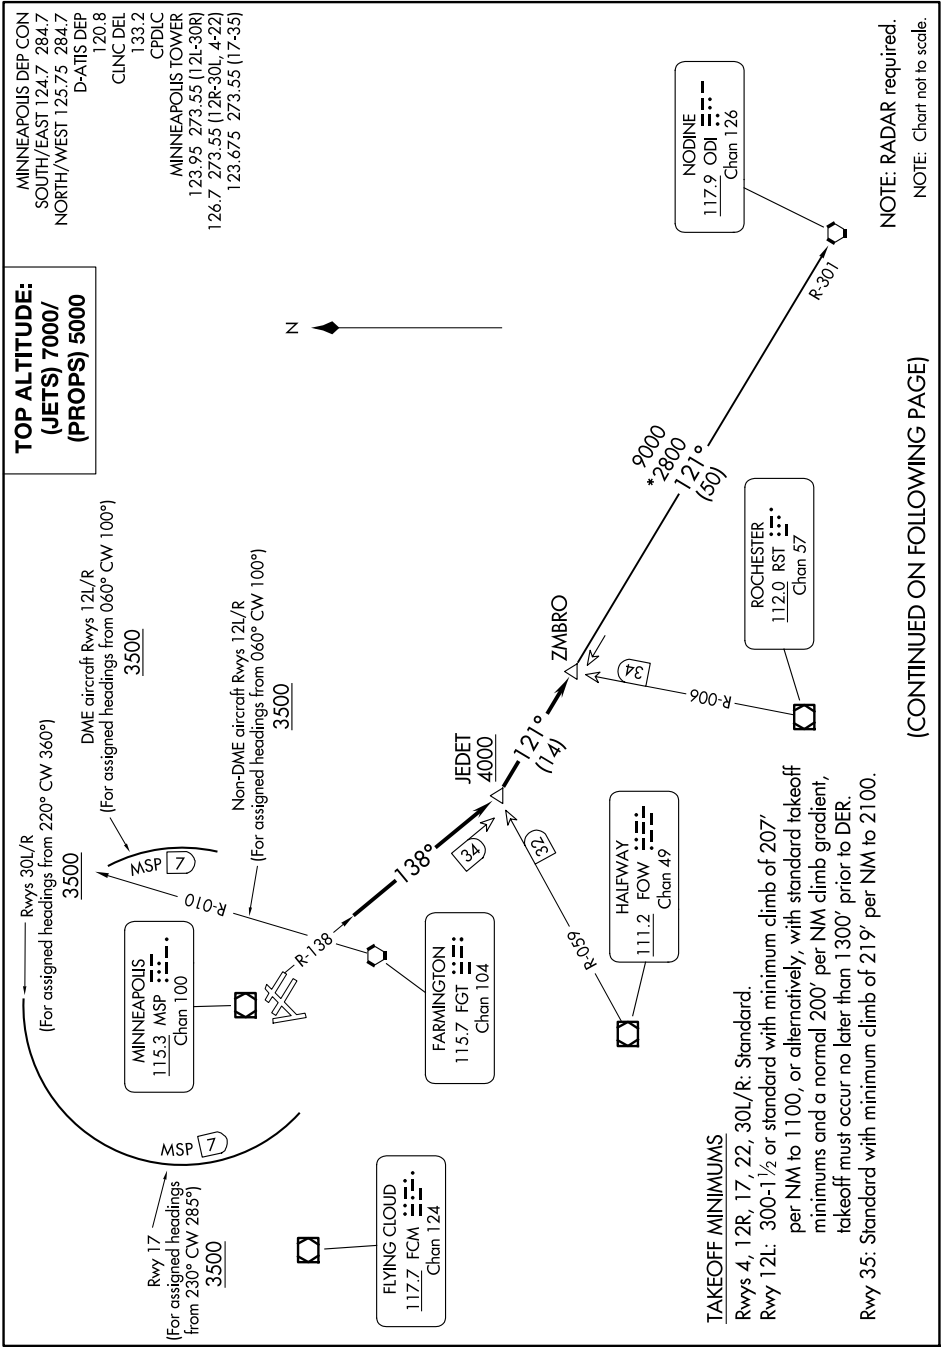 MINNEAPOLIS DEP CON
SOUTH/EAST 124.7 284.7
NORTH/WEST 125.75 284.7
D-ATIS DEP
120.8
CLNC DEL
133.2
CPDLC
MINNEAPOLIS TOWER
123.95 273.55 (12L-30R)
126.7 273.55 (12R-30L, 4-22)
123.675 273.55 (17-35)
TOP ALTITUDE:
(JETS) 7000/
(PROPS) 5000
Rwys 30L/R
(For assigned headings from 220° CW 360°)
3500
DME aircraft Rwys 12L/R
(For assigned headings from 060° CW 100°)
3500
Non-DME aircraft Rwys 12L/R
(For assigned headings from 060° CW 100°)
3500
Rwy 17
(For assigned headings
from 230° CW 285°)
3500
MSP 7
MSP 7
R-010
MINNEAPOLIS
115.3 MSP
Chan 100
R-138
138°
FARMINGTON
115.7 FGT
Chan 104
FLYING CLOUD
117.7 FCM
Chan 124
N
JEDET
4000
34
32
R-059
HALFWAY
111.2 FOW
Chan 49
121°
(14)
ZMBRO
34
R-006
ROCHESTER
112.0 RST
Chan 57
9000
*2800
121°
(50)
R-301
NODINE
117.9 ODI
Chan 126
NOTE: RADAR required.
NOTE: Chart not to scale.
TAKEOFF MINIMUMS
Rwys 4, 12R, 17, 22, 30L/R: Standard.
Rwy 12L: 300-1½ or standard with minimum climb of 207'
per NM to 1100, or alternatively, with standard takeoff
minimums and a normal 200' per NM climb gradient,
takeoff must occur no later than 1300' prior to DER.
Rwy 35: Standard with minimum climb of 219' per NM to 2100.
(CONTINUED ON FOLLOWING PAGE)